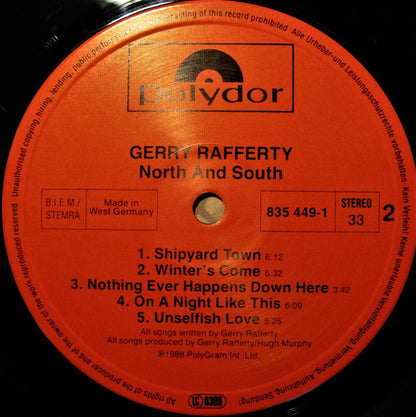 Unauthorised copying, hiring, lending, public performance and broadcasting of this record prohibited · Alle Urheber- und Leistungsschutzrechte vorbehalten! Kein Verleih! Keine unerlaubte Vervielfältigung, Vermietung, Aufführung, Sendung!
polydor
GERRY RAFFERTY
North And South
B.I.E.M./
STEMRA
Made in
West Germany
835 449-1
STEREO
33
2
1. Shipyard Town 6:12
2. Winter's Come 6:32
3. Nothing Ever Happens Down Here 3:42
4. On A Night Like This 6:09
5. Unselfish Love 5:25
All songs written by Gerry Rafferty
All songs produced by Gerry Rafferty/Hugh Murphy
℗1988 PolyGram Int. Ltd.
LC 0309
All rights of the producer and of the owner of the work reproduced reserved